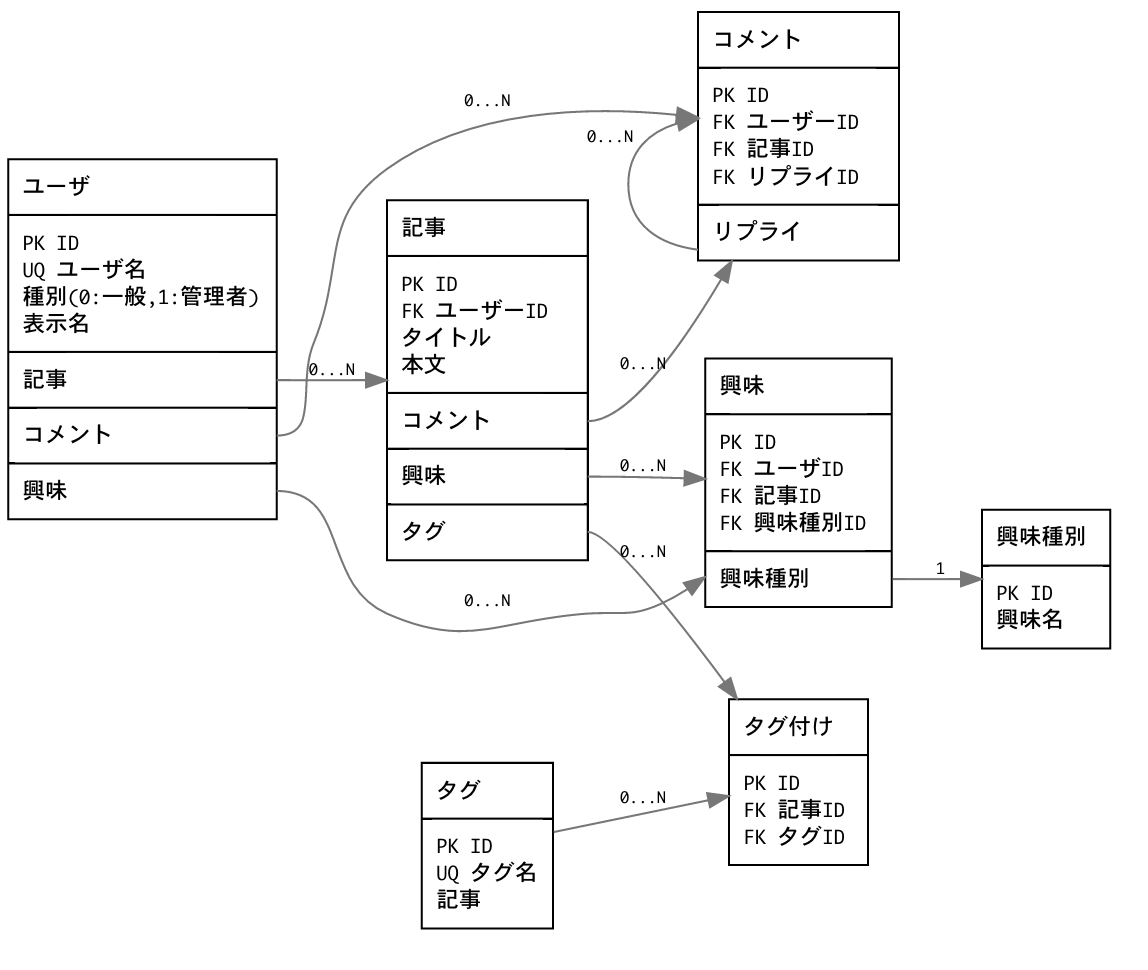 ユーザ
PK ID
UQ ユーザ名
種別(0:一般,1:管理者)
表示名
記事
コメント
興味
0...N
0...N
0...N
記事
PK ID
FK ユーザーID
タイトル
本文
コメント
興味
タグ
0...N
0...N
0...N
0...N
コメント
PK ID
FK ユーザーID
FK 記事ID
FK リプライID
リプライ
興味
PK ID
FK ユーザID
FK 記事ID
FK 興味種別ID
興味種別
1
興味種別
PK ID
興味名
タグ
PK ID
UQ タグ名
記事
0...N
タグ付け
PK ID
FK 記事ID
FK タグID